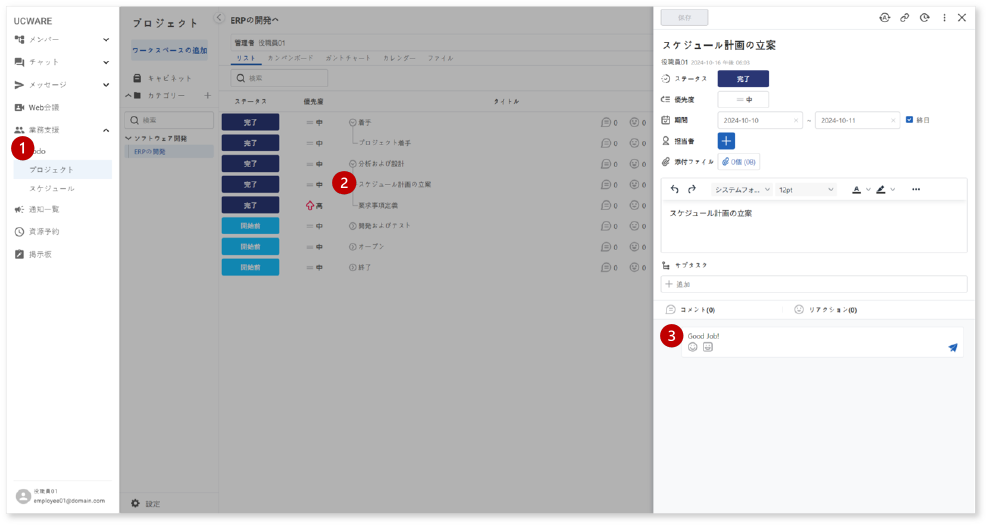 UCWARE
メンバー
チャット
メッセージ
Web会議
業務支援
1
odo
プロジェクト
スケジュール
通知一覧
資源予約
掲示板
役職員01
employee01@domain.com
プロジェクト
ワークスペースの追加
キャビネット
カテゴリー
検索
ソフトウェア開発
ERPの開発
設定
ERPの開発へ
管理者 役職員01
リスト カンバンボード ガントチャート カレンダー ファイル
検索
ステータス 優先度 タイトル
完了 中 着手 0 0
完了 中 プロジェクト着手 0 0
完了 中 分析および設計 0 0
完了 中 2 スケジュール計画の立案 0 0
完了 高 要求事項定義 0 0
開始前 中 開発およびテスト 0 0
開始前 中 オープン 0 0
開始前 中 終了 0 0
保存
スケジュール計画の立案
役職員01 2024-10-16 午後 06:03
ステータス 完了
優先度 中
期間 2024-10-10 ~ 2024-10-11 終日
担当者
添付ファイル 0個 (0B)
システムフォ... 12pt A
スケジュール計画の立案
サブタスク
追加
コメント(0) リアクション(0)
3
Good Job!